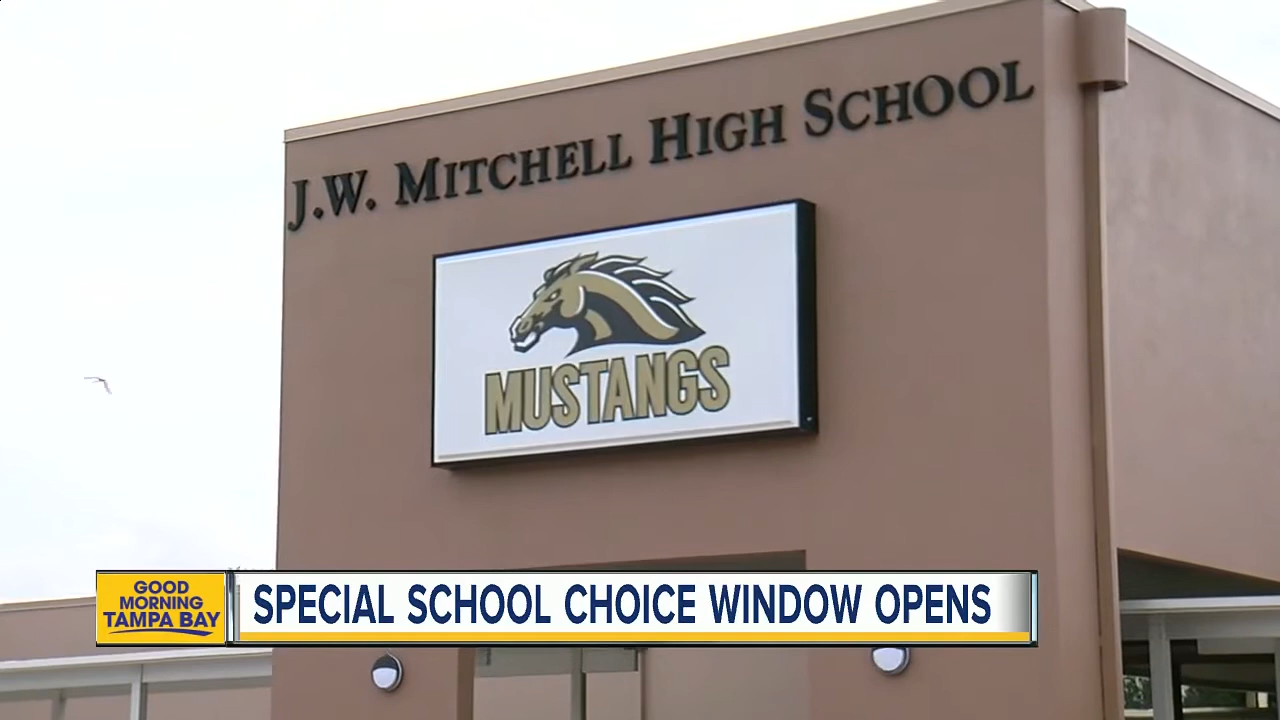 J.W. MITCHELL HIGH SCHOOL
MUSTANGS
GOOD
MORNING
TAMPA BAY
SPECIAL SCHOOL CHOICE WINDOW OPENS